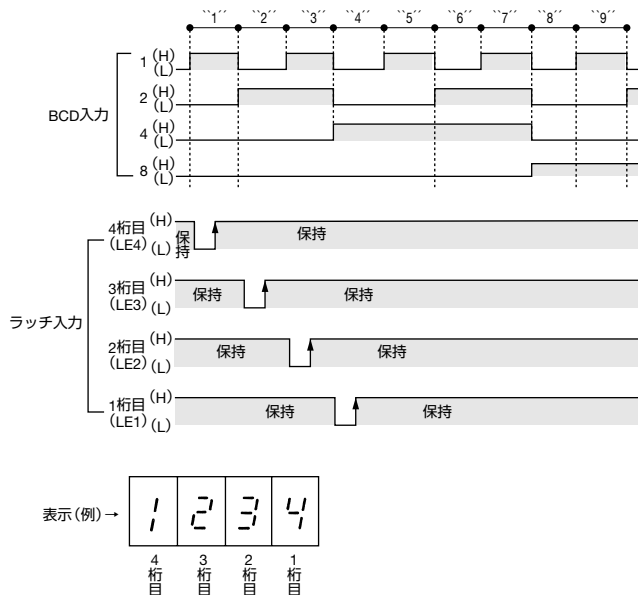 ``1´´ ``2´´ ``3´´ ``4´´ ``5´´ ``6´´ ``7´´ ``8´´ ``9´´
BCD入力
1 (H)
(L)
2 (H)
(L)
4 (H)
(L)
8 (H)
(L)
ラッチ入力
4桁目 (H)
(LE4) (L)
保持 保持
3桁目 (H)
(LE3) (L)
保持 保持
2桁目 (H)
(LE2) (L)
保持 保持
1桁目 (H)
(LE1) (L)
保持 保持
表示(例)→ 1 2 3 4
4桁目 3桁目 2桁目 1桁目